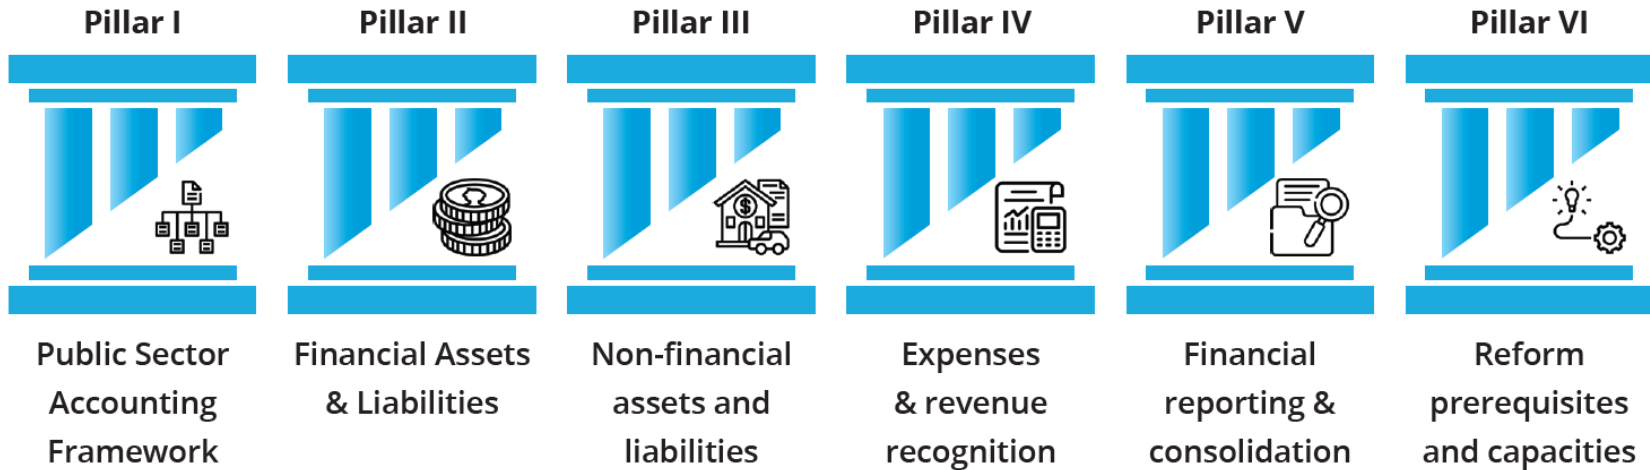 Pillar I
Pillar II
Pillar III
Pillar IV
Pillar V
Pillar VI
$
Public Sector
Accounting
Framework
Financial Assets
& Liabilities
Non-financial
assets and
liabilities
Expenses
& revenue
recognition
Financial
reporting &
consolidation
Reform
prerequisites
and capacities